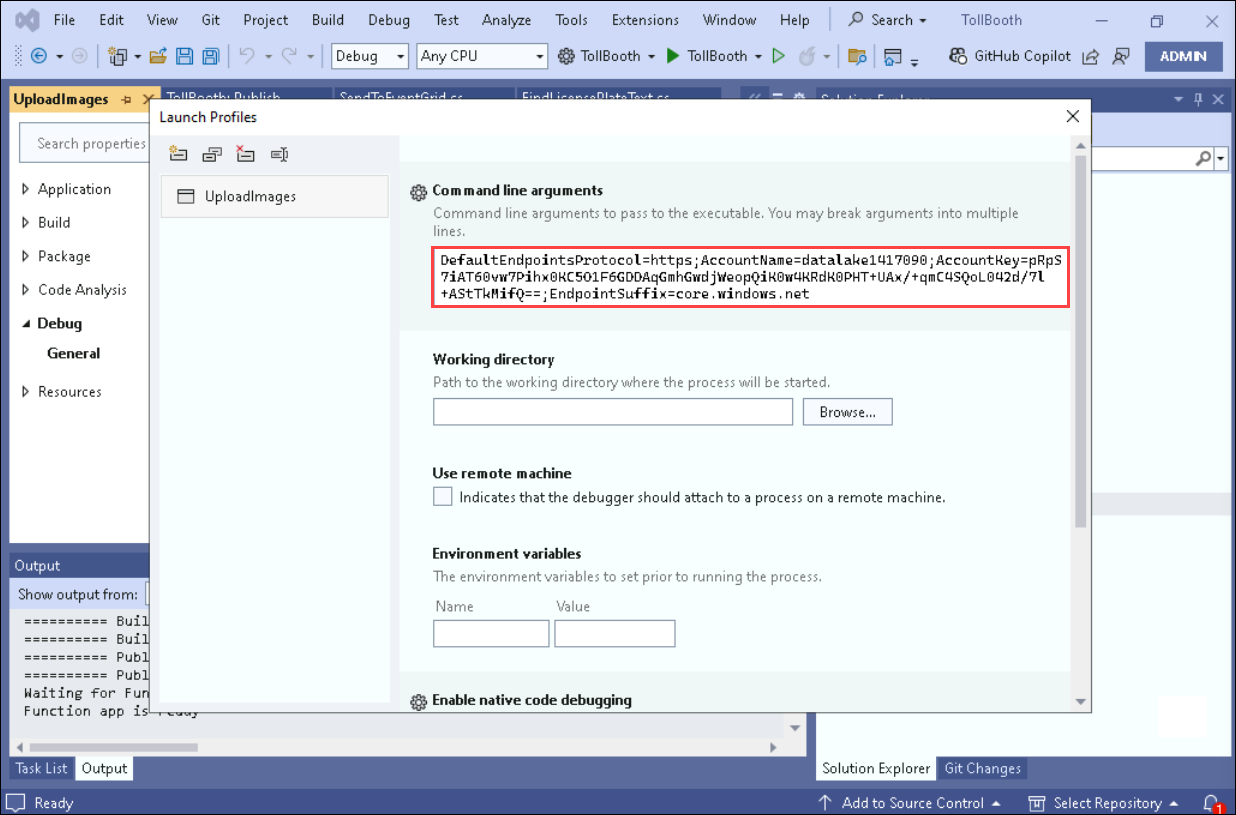 File Edit View Git Project Build Debug Test Analyze Tools Extensions Window Help Search TollBooth
Debug Any CPU TollBooth TollBooth GitHub Copilot ADMIN
UploadImages TollBooth: Publish SendToEventGrid.cs FindLicensePlateText.cs Solution Explorer
Launch Profiles
Search properties
UploadImages
Application
Build
Package
Code Analysis
Debug
General
Resources
Command line arguments
Command line arguments to pass to the executable. You may break arguments into multiple
lines.
DefaultEndpointsProtocol=https;AccountName=datalake1417090;AccountKey=pRpS
7iAT60vw7Pihx0KC5O1F6GDDAqGmhGwdjWeopQiK0w4KRdK0PHT+UAx/+qmC4SQoL042d/7l
+AStTkMifQ==;EndpointSuffix=core.windows.net
Working directory
Path to the working directory where the process will be started.
Browse...
Use remote machine
Indicates that the debugger should attach to a process on a remote machine.
Environment variables
The environment variables to set prior to running the process.
Name Value
Enable native code debugging
Output
Show output from:
========== Buil
========== Buil
========== Publ
========== Publ
Waiting for Fun
Function app is ready
Task List Output
Solution Explorer Git Changes
Ready Add to Source Control Select Repository 1